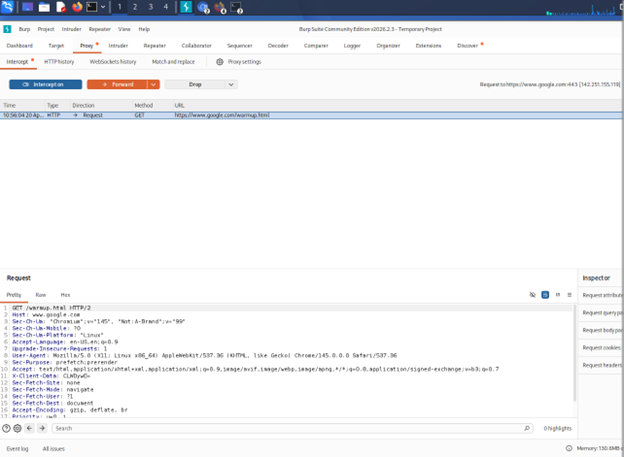 1 2 3 4
Burp Project Intruder Repeater View Help Burp Suite Community Edition v2026.2.3 - Temporary Project
Dashboard Target Proxy Intruder Repeater Collaborator Sequencer Decoder Comparer Logger Organizer Extensions Discover
Intercept HTTP history WebSockets history Match and replace Proxy settings
Intercept on Forward Drop Request to https://www.google.com:443
Time Type Direction Method URL
10:56:04 20 Ap... HTTP → Request GET https://www.google.com/warmup.html
Request Inspector
Pretty Raw Hex
Request attribute
1 GET /warmup.html HTTP/2
2 Host: www.google.com
3 Sec-Ch-Ua: "Chromium";v="145", "Not:A-Brand";v="99"
Request query pa
4 Sec-Ch-Ua-Mobile: ?0
5 Sec-Ch-Ua-Platform: "Linux"
6 Accept-Language: en-US,en;q=0.9
Request body pa
7 Upgrade-Insecure-Requests: 1
8 User-Agent: Mozilla/5.0 (X11; Linux x86_64) AppleWebKit/537.36 (KHTML, like Gecko) Chrome/145.0.0.0 Safari/537.36
Request cookies
9 Sec-Purpose: prefetch;prerender
10 Accept: text/html,application/xhtml+xml,application/xml;q=0.9,image/avif,image/webp,image/apng,*/*;q=0.8,application/signed-exchange;v=b3;q=0.7
Request headers
11 X-Client-Data:
12 Sec-Fetch-Site: none
13 Sec-Fetch-Mode: navigate
14 Sec-Fetch-User: ?1
15 Sec-Fetch-Dest: document
16 Accept-Encoding: gzip, deflate, br
17 Priority: u=0, i
Search 0 highlights
Event log All issues Memory: 130.8MB